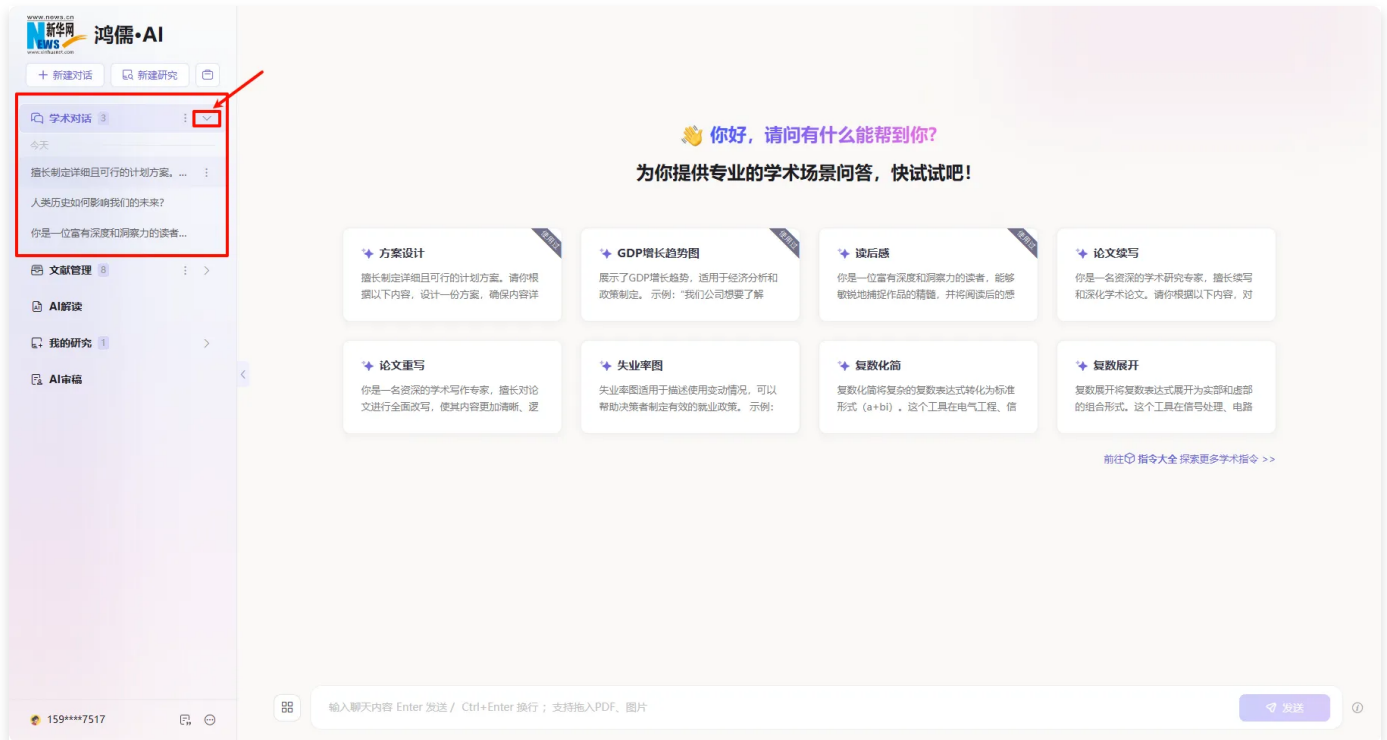 www.news.cn
新华网
NEWS
www.xinhuanet.com
鸿儒•AI
+ 新建对话
新建研究
学术对话 3
今天
擅长制定详细且可行的计划方案。...
人类历史如何影响我们的未来?
你是一位富有深度和洞察力的读者...
文献管理 8
AI解读
我的研究 1
AI审稿
159****7517
你好，请问有什么能帮到你?
为你提供专业的学术场景问答，快试试吧！
方案设计
使用过
擅长制定详细且可行的计划方案。请你根
据以下内容，设计一份方案，确保内容详
GDP增长趋势图
使用过
展示了GDP增长趋势，适用于经济分析和
政策制定。 示例：“我们公司想要了解
读后感
使用过
你是一位富有深度和洞察力的读者，能够
敏锐地捕捉作品的精髓，并将阅读后的感
论文续写
你是一名资深的学术研究专家，擅长续写
和深化学术论文。请你根据以下内容，对
论文重写
你是一名资深的学术写作专家，擅长对论
文进行全面改写，使其内容更加清晰、逻
失业率图
失业率图适用于描述使用变动情况，可以
帮助决策者制定有效的就业政策。 示例：
复数化简
复数化简将复杂的复数表达式转化为标准
形式（a+bi）。这个工具在电气工程、信
复数展开
复数展开将复数表达式展开为实部和虚部
的组合形式。这个工具在信号处理、电路
前往 指令大全 探索更多学术指令 >>
输入聊天内容 Enter 发送 / Ctrl+Enter 换行 ；支持拖入PDF、图片
发送